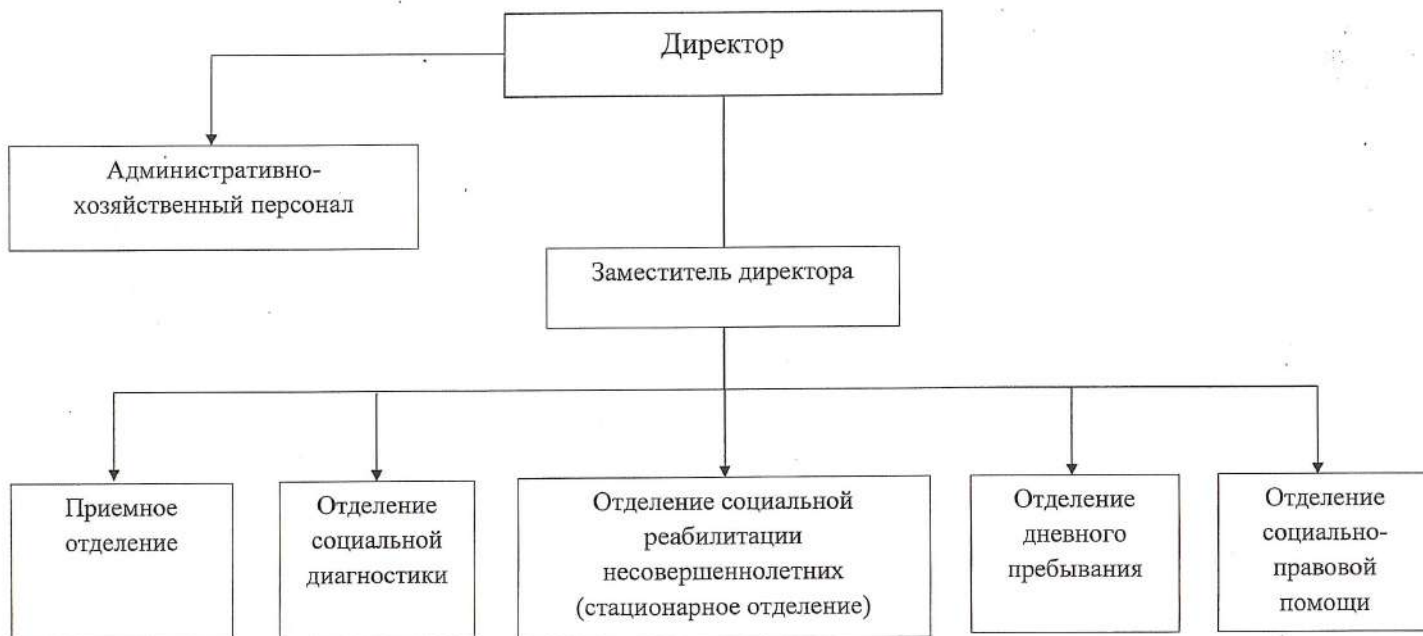 Директор
Административно-
хозяйственный персонал
Заместитель директора
Приемное
отделение
Отделение
социальной
диагностики
Отделение социальной
реабилитации
несовершеннолетних
(стационарное отделение)
Отделение
дневного
пребывания
Отделение
социально-
правовой
помощи